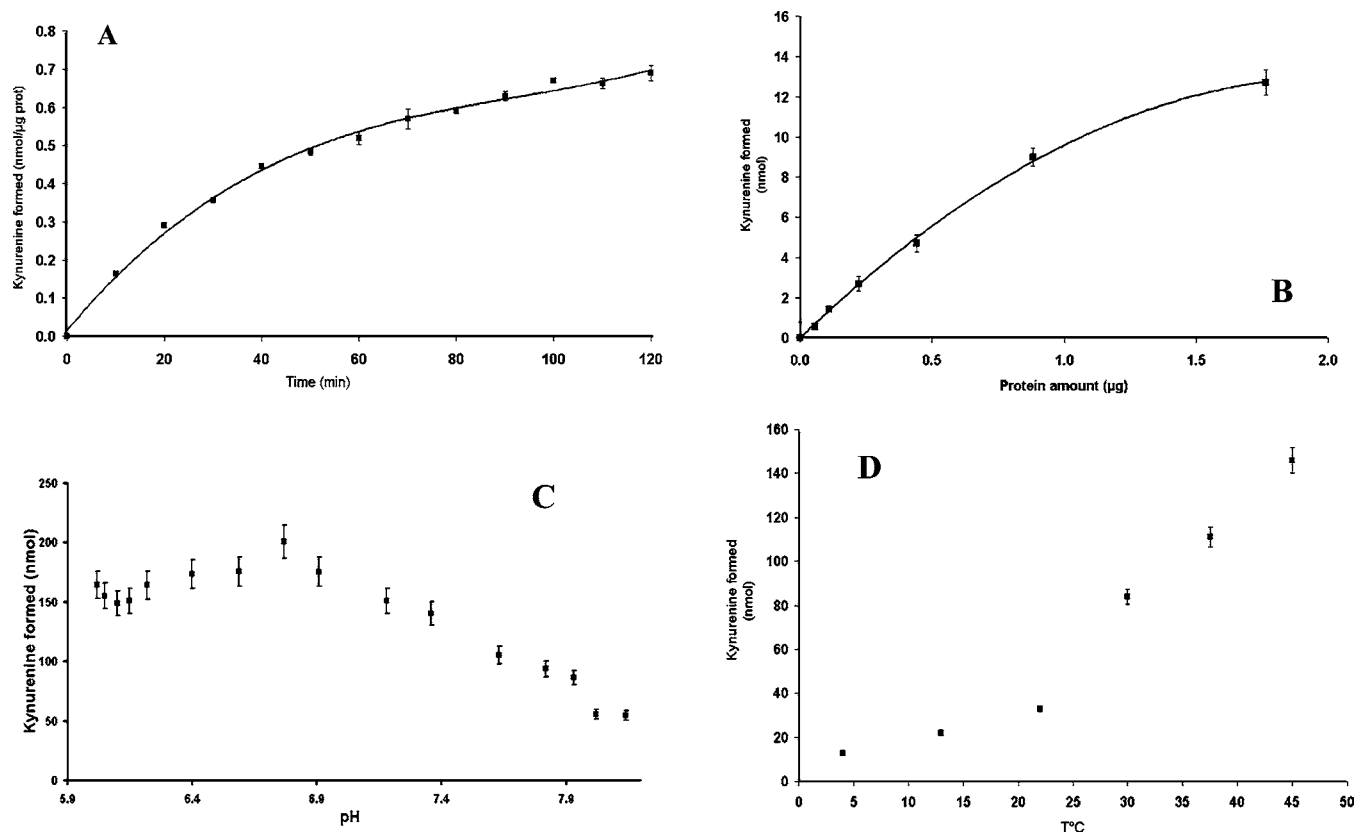 A
Kynurenine formed (nmol/µg prot)
0.8
0.7
0.6
0.5
0.4
0.3
0.2
0.1
0.0
0 20 40 60 80 100 120
Time (min)
B
Kynurenine formed
(nmol)
16
14
12
10
8
6
4
2
0
0.0 0.5 1.0 1.5 2.0
Protein amount (µg)
C
Kynurenine formed (nmol)
250
200
150
100
50
0
5.9 6.4 6.9 7.4 7.9
pH
D
Kynurenine formed
(nmol)
160
140
120
100
80
60
40
20
0
0 5 10 15 20 25 30 35 40 45 50
T°C